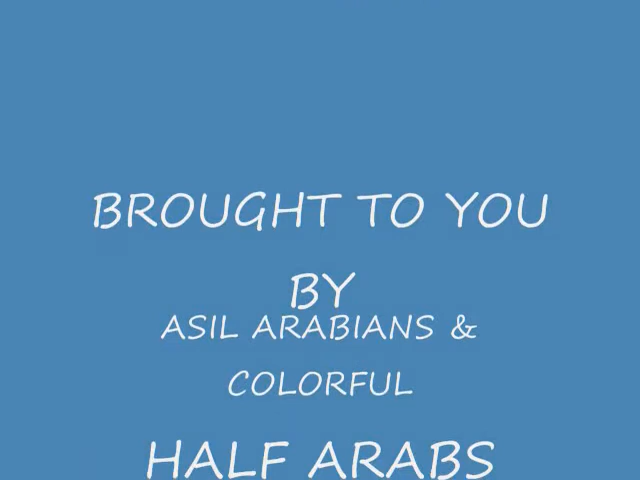 BROUGHT TO YOU
BY
ASIL ARABIANS &
COLORFUL
HALF ARABS